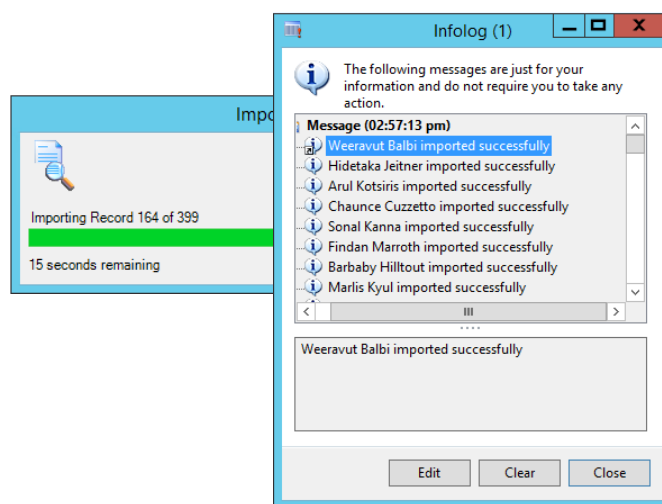 Impo
Importing Record 164 of 399
15 seconds remaining
Infolog (1)
The following messages are just for your
information and do not require you to take any
action.
Message (02:57:13 pm)
Weeravut Balbi imported successfully
Hidetaka Jeitner imported successfully
Arul Kotsiris imported successfully
Chaunce Cuzzetto imported successfully
Sonal Kanna imported successfully
Findan Marroth imported successfully
Barbaby Hilltout imported successfully
Marlis Kyul imported successfully
Weeravut Balbi imported successfully
Edit
Clear
Close